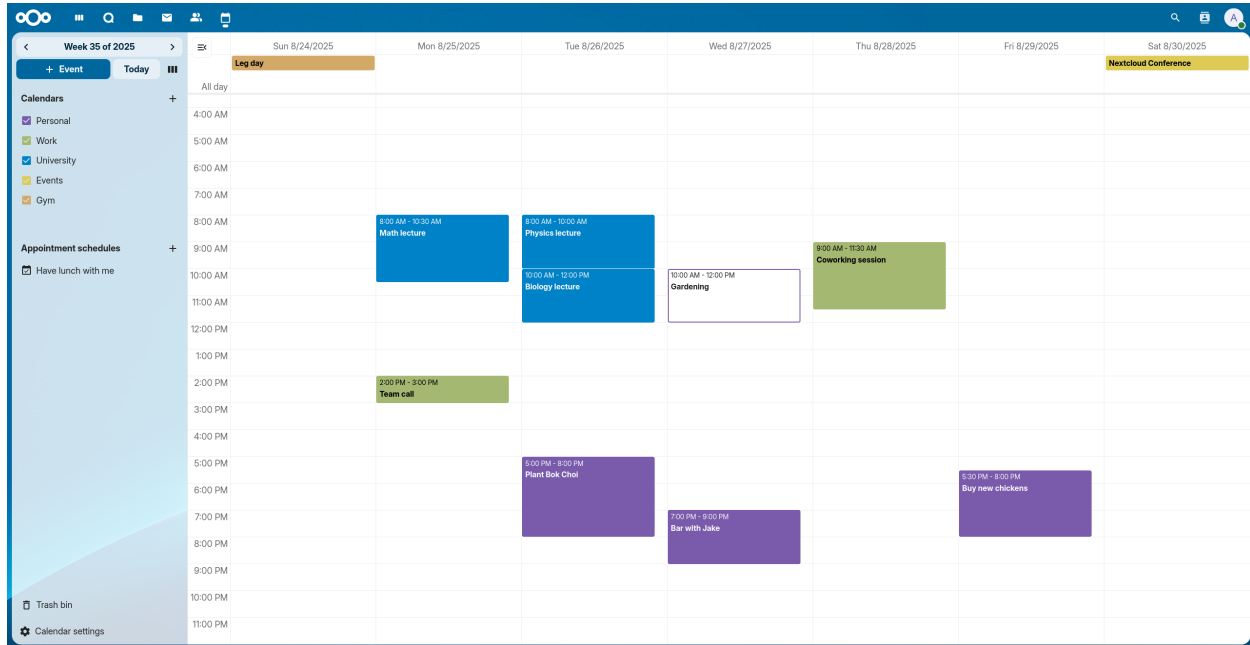 A
Week 35 of 2025
+ Event
Today
Calendars
Personal
Work
University
Events
Gym
Appointment schedules
Have lunch with me
Trash bin
Calendar settings
Sun 8/24/2025
Mon 8/25/2025
Tue 8/26/2025
Wed 8/27/2025
Thu 8/28/2025
Fri 8/29/2025
Sat 8/30/2025
Leg day
Nextcloud Conference
All day
4:00 AM
5:00 AM
6:00 AM
7:00 AM
8:00 AM
8:00 AM - 10:30 AM
Math lecture
8:00 AM - 10:00 AM
Physics lecture
9:00 AM
9:00 AM - 11:30 AM
Coworking session
10:00 AM
10:00 AM - 12:00 PM
Biology lecture
10:00 AM - 12:00 PM
Gardening
11:00 AM
12:00 PM
1:00 PM
2:00 PM
2:00 PM - 3:00 PM
Team call
3:00 PM
4:00 PM
5:00 PM
5:00 PM - 8:00 PM
Plant Bok Choi
5:30 PM - 8:00 PM
Buy new chickens
6:00 PM
7:00 PM
7:00 PM - 9:00 PM
Bar with Jake
8:00 PM
9:00 PM
10:00 PM
11:00 PM